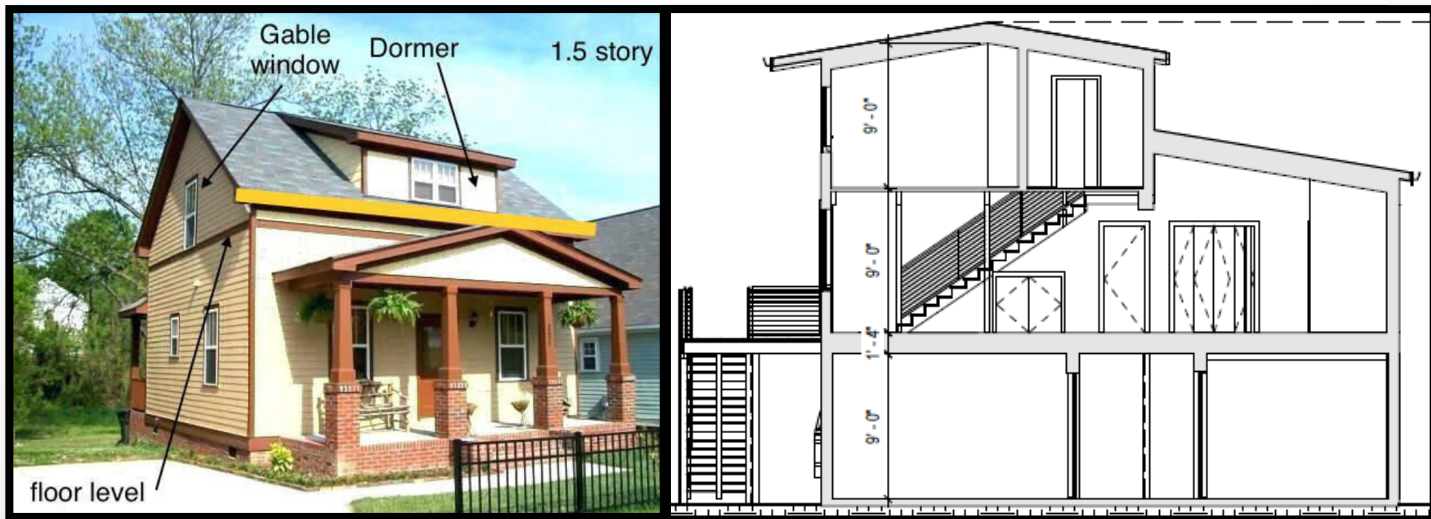 Gable
window
Dormer
1.5 story
floor level
9' - 0"
9' - 0"
1' - 4"
9' - 0"